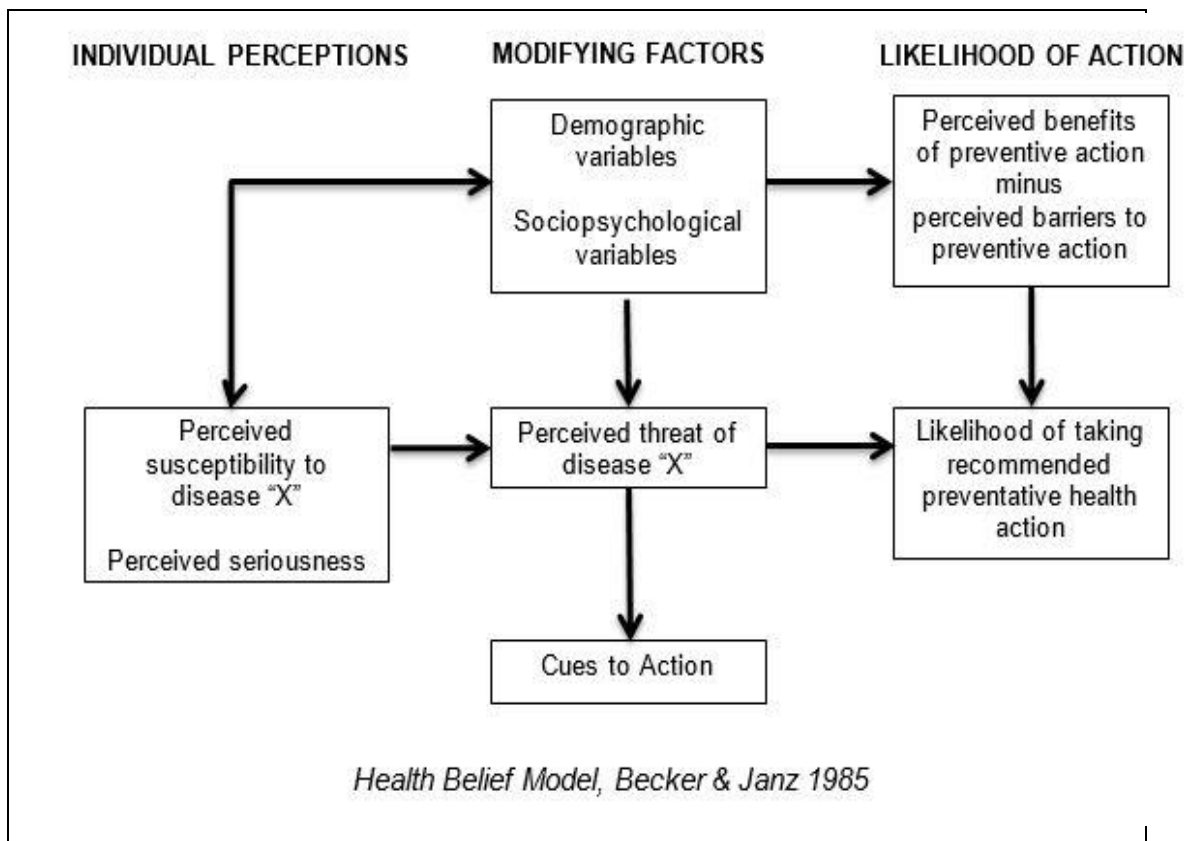 INDIVIDUAL PERCEPTIONS
MODIFYING FACTORS
LIKELIHOOD OF ACTION
Demographic
variables
Sociopsychological
variables
Perceived benefits
of preventive action
minus
perceived barriers to
preventive action
Perceived
susceptibility to
disease “X”
Perceived seriousness
Perceived threat of
disease “X”
Likelihood of taking
recommended
preventative health
action
Cues to Action
Health Belief Model, Becker & Janz 1985